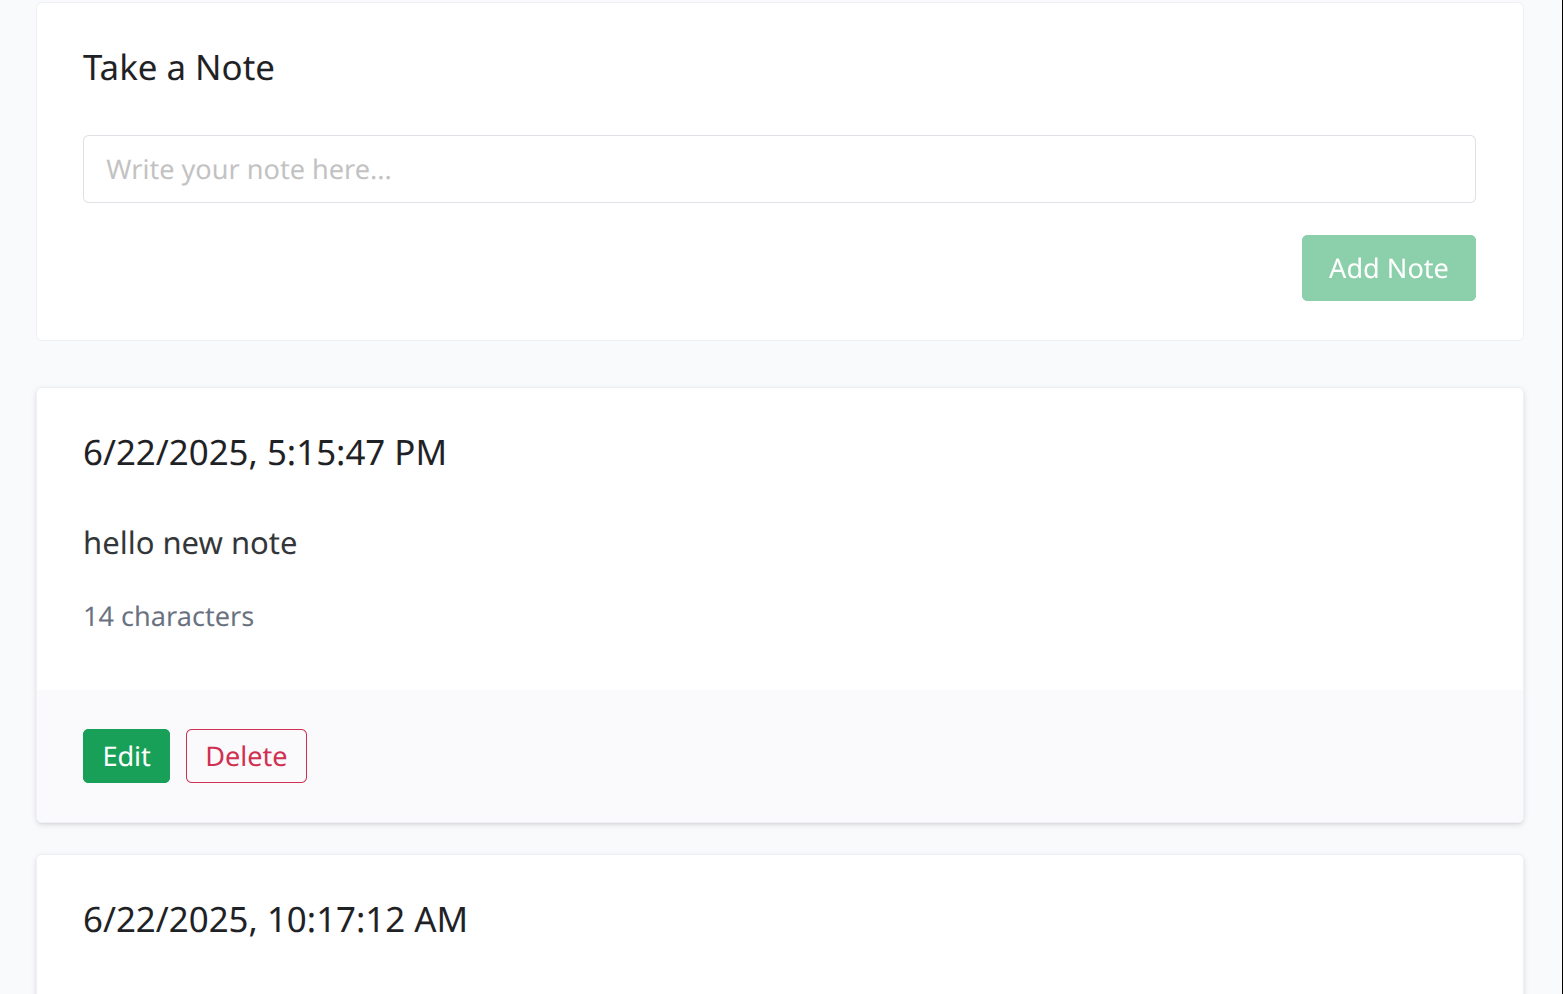 Take a Note
Write your note here...
Add Note
6/22/2025, 5:15:47 PM
hello new note
14 characters
Edit Delete
6/22/2025, 10:17:12 AM